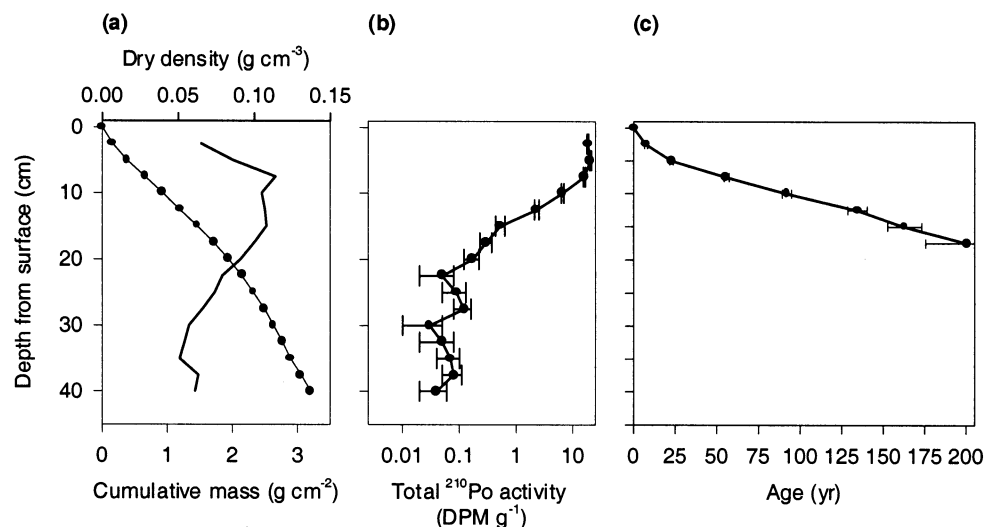 (a)
(b)
(c)
Dry density (g cm⁻³)
0.00 0.05 0.10 0.15
0
10
20
30
40
Depth from surface (cm)
0 1 2 3
Cumulative mass (g cm⁻²)
0.01 0.1 1 10
Total ²¹⁰Po activity
(DPM g⁻¹)
0 25 50 75 100 125 150 175 200
Age (yr)